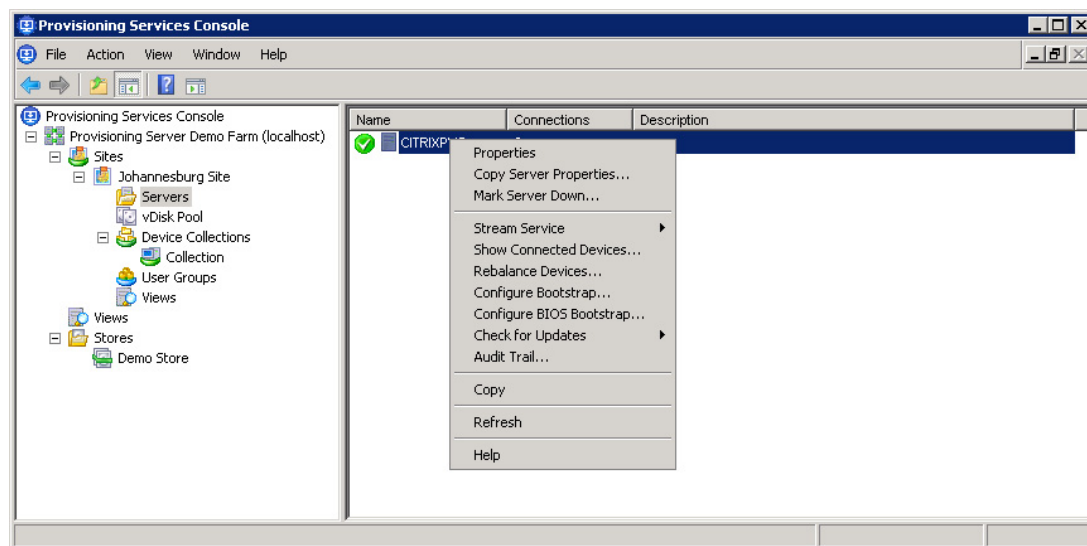 Provisioning Services Console
File Action View Window Help
Provisioning Services Console
Provisioning Server Demo Farm (localhost)
Sites
Johannesburg Site
Servers
vDisk Pool
Device Collections
Collection
User Groups
Views
Views
Stores
Demo Store
Name Connections Description
Properties
Copy Server Properties...
Mark Server Down...
Stream Service
Show Connected Devices...
Rebalance Devices...
Configure Bootstrap...
Configure BIOS Bootstrap...
Check for Updates
Audit Trail...
Copy
Refresh
Help